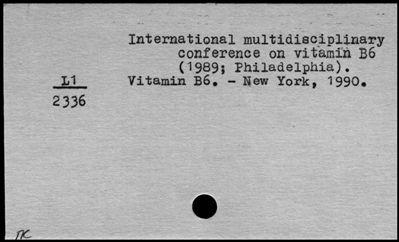 International multidisciplinary
conference on vitamin B6
(1989; Philadelphia).
L1
Vitamin B6. - New York, 1990.
2336